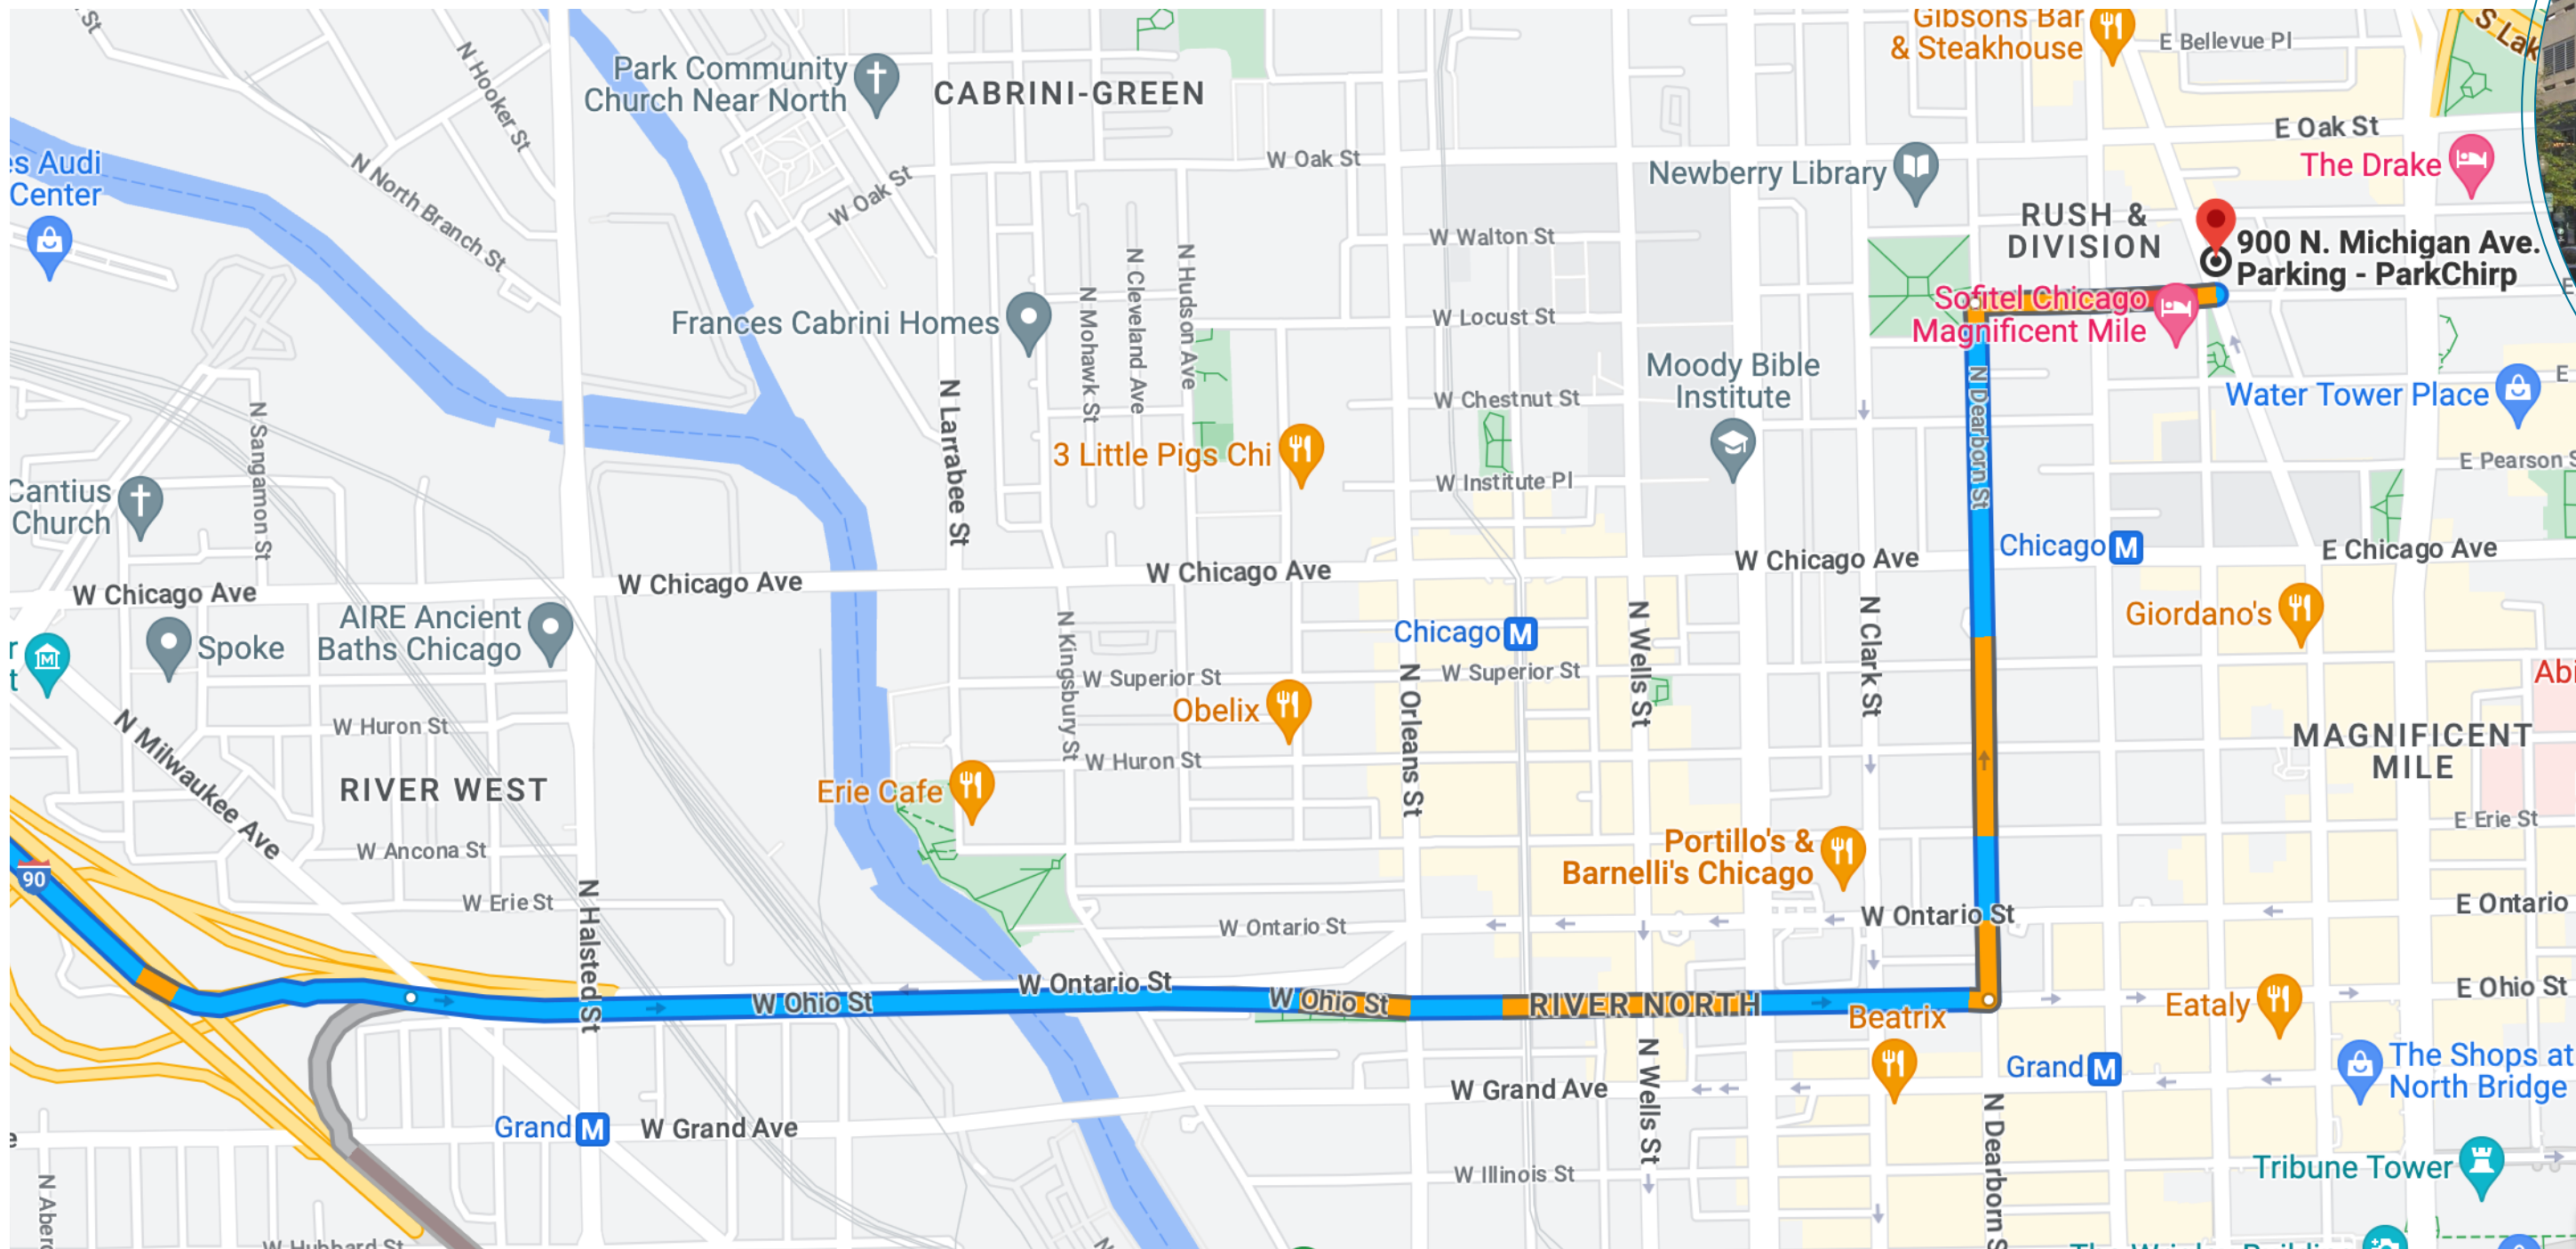 St
N Hooker St
Park Community
Church Near North
CABRINI-GREEN
Gibsons Bar
& Steakhouse
E Bellevue Pl
S Lak
es Audi
Center
N North Branch St
W Oak St
W Oak St
E Oak St
The Drake
Newberry Library
RUSH &
DIVISION
900 N. Michigan Ave.
Parking - ParkChirp
W Walton St
N Hudson Ave
N Cleveland Ave
N Mohawk St
Frances Cabrini Homes
W Locust St
Sofitel Chicago
Magnificent Mile
E
Moody Bible
Institute
N Dearborn St
E
Water Tower Place
W Chestnut St
N Larrabee St
N Sangamon St
3 Little Pigs Chi
W Institute Pl
E Pearson S
Cantius
Church
Chicago M
E Chicago Ave
W Chicago Ave
W Chicago Ave
W Chicago Ave
W Chicago Ave
AIRE Ancient
Baths Chicago
Spoke
r
t
N Kingsbury St
Chicago M
N Wells St
N Clark St
Giordano's
W Superior St
W Superior St
Abi
N Orleans St
Obelix
N Milwaukee Ave
W Huron St
W Huron St
MAGNIFICENT
MILE
RIVER WEST
Erie Cafe
E Erie St
Portillo's &
Barnelli's Chicago
W Ancona St
90
W Erie St
N Halsted St
W Ontario St
W Ontario St
E Ontario
W Ontario St
W Ohio St
W Ohio St
RIVER NORTH
Beatrix
Eataly
E Ohio St
N Wells St
W Grand Ave
Grand M
The Shops at
North Bridge
Grand M
W Grand Ave
e
N Dearborn S
W Illinois St
Tribune Tower
N Aberd
W Hubbard St
N